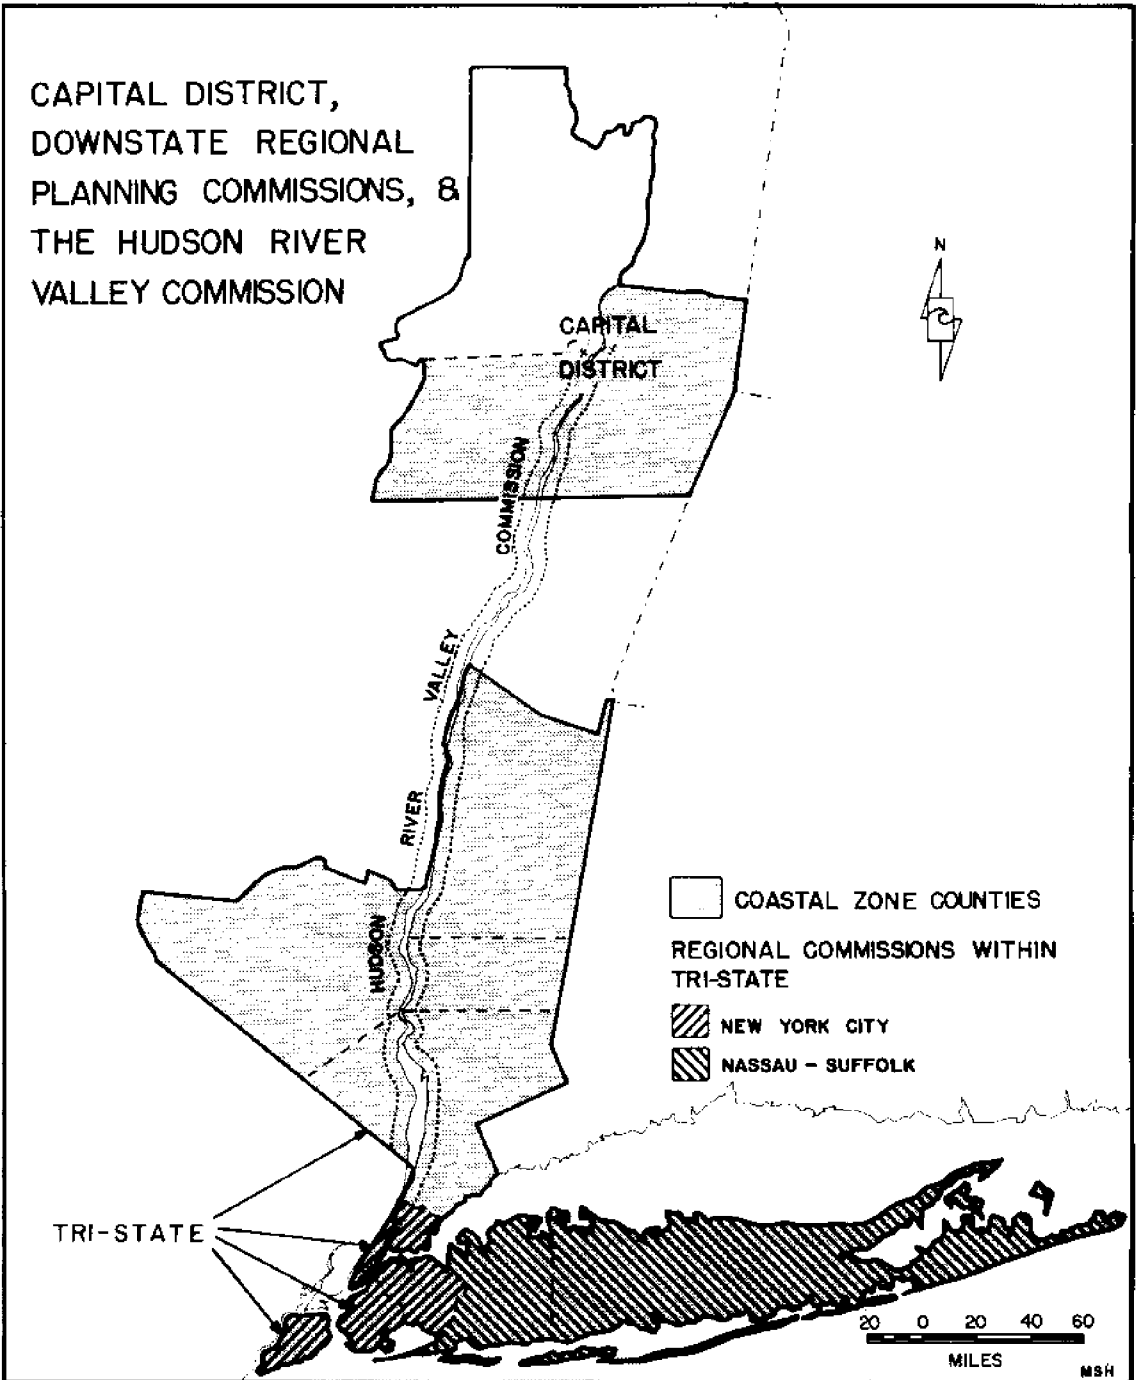 CAPITAL DISTRICT,
DOWNSTATE REGIONAL
PLANNING COMMISSIONS, &
THE HUDSON RIVER
VALLEY COMMISSION
N
CAPITAL
DISTRICT
COMMISSION
VALLEY
RIVER
HUDSON
COASTAL ZONE COUNTIES
REGIONAL COMMISSIONS WITHIN
TRI-STATE
NEW YORK CITY
NASSAU - SUFFOLK
TRI-STATE
20 0 20 40 60
MILES
MSH